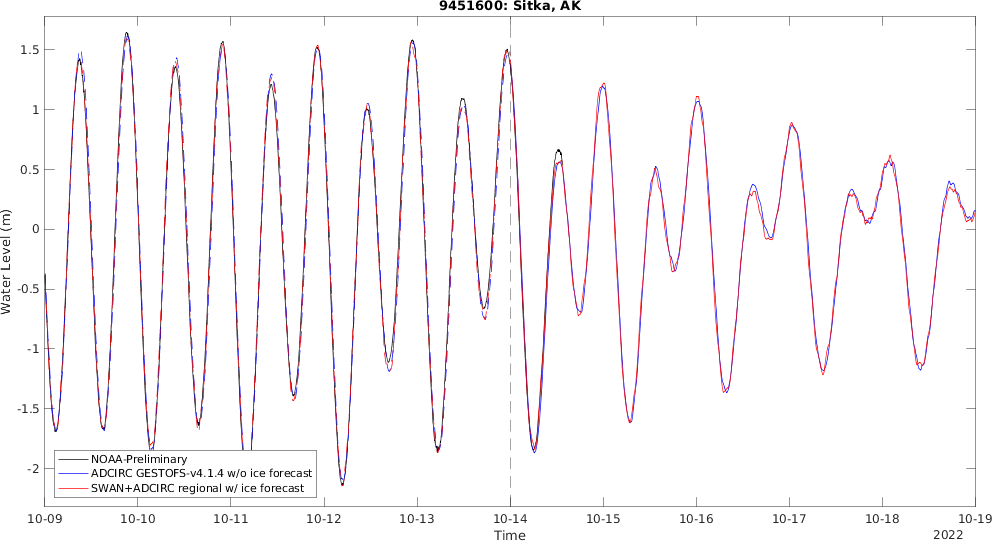 9451600: Sitka, AK
Water Level (m)
1.5
1
0.5
0
-0.5
-1
-1.5
-2
NOAA-Preliminary
ADCIRC GESTOFS-v4.1.4 w/o ice forecast
SWAN+ADCIRC regional w/ ice forecast
10-09 10-10 10-11 10-12 10-13 10-14 10-15 10-16 10-17 10-18 10-19
Time
2022